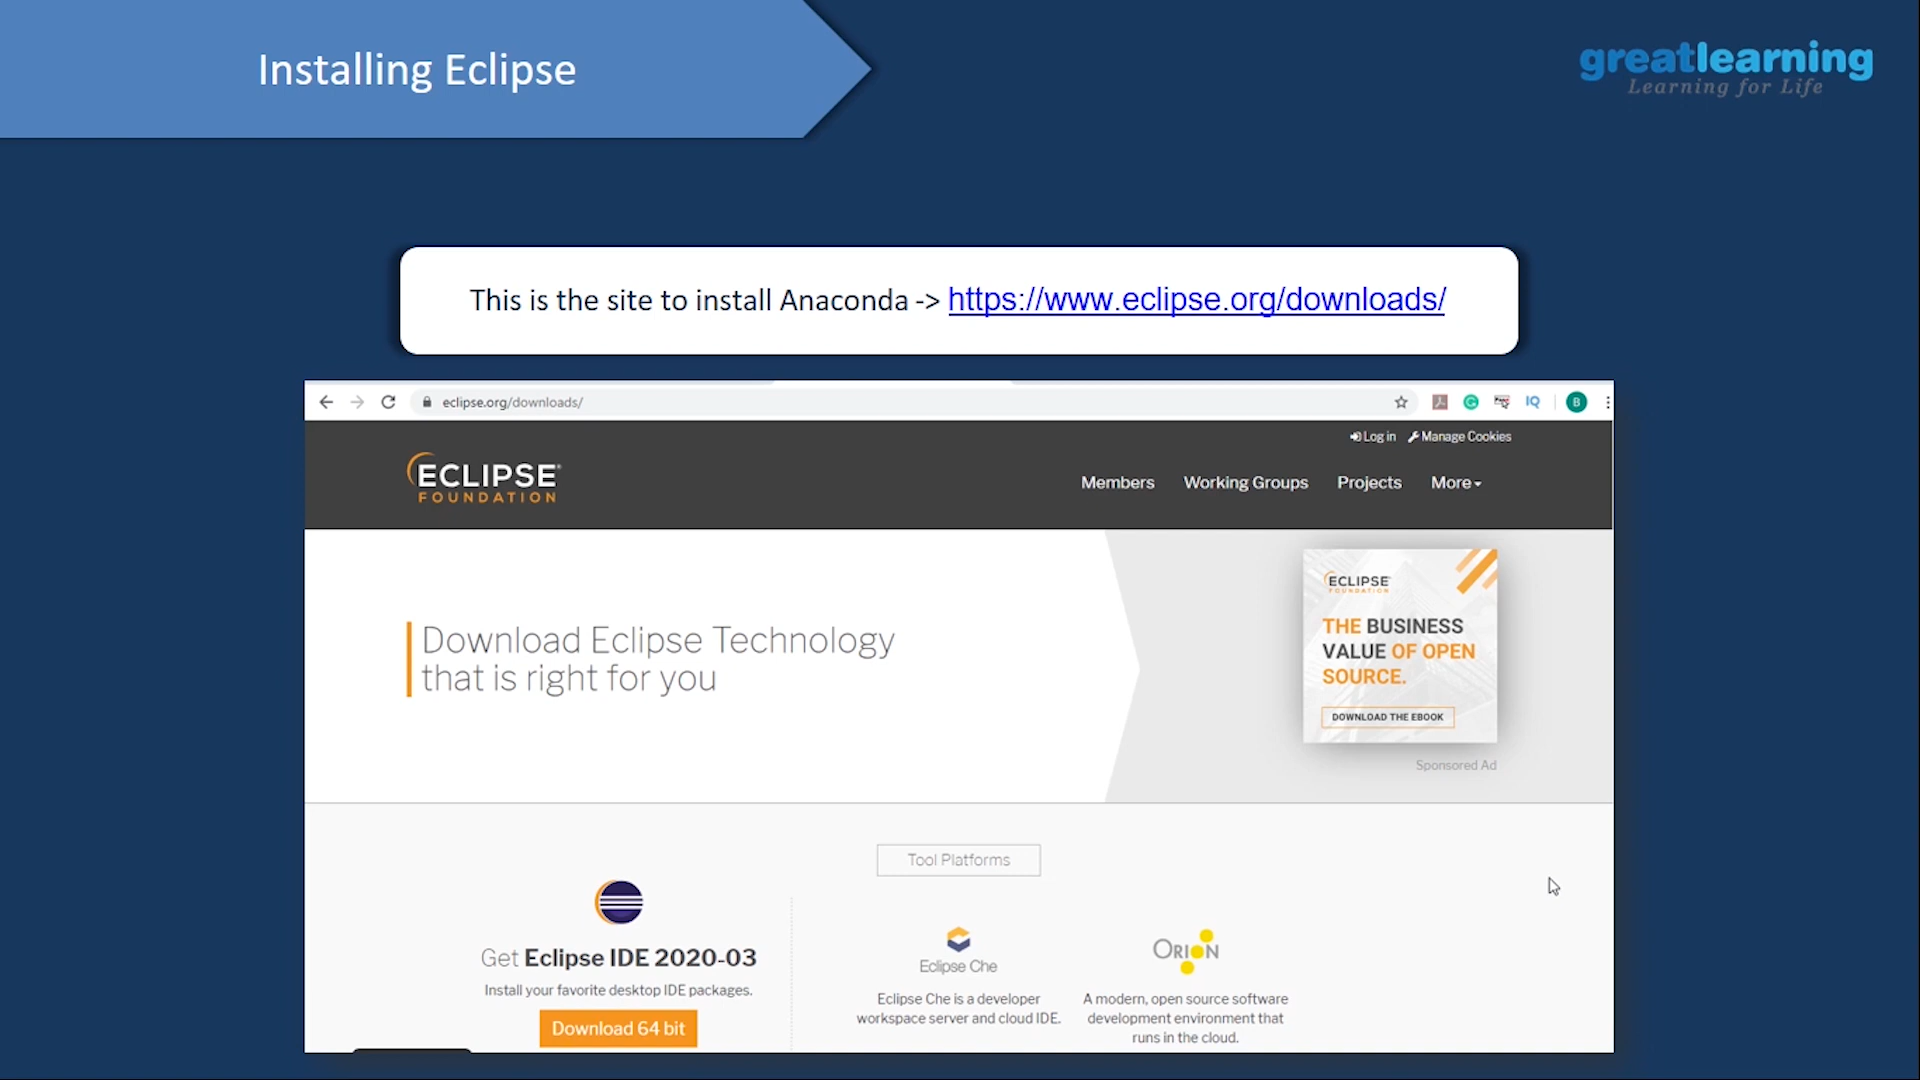 Installing Eclipse
greatlearning
Learning for Life
This is the site to install Anaconda -> https://www.eclipse.org/downloads/
eclipse.org/downloads/
IQ
B
Log in Manage Cookies
ECLIPSE
FOUNDATION
Members Working Groups Projects More
Download Eclipse Technology
that is right for you
ECLIPSE
FOUNDATION
THE BUSINESS
VALUE OF OPEN
SOURCE.
DOWNLOAD THE EBOOK
Sponsored Ad
Tool Platforms
Get Eclipse IDE 2020-03
Install your favorite desktop IDE packages.
Download 64 bit
Eclipse Che
Eclipse Che is a developer
workspace server and cloud IDE.
ORION
A modern, open source software
development environment that
runs in the cloud.